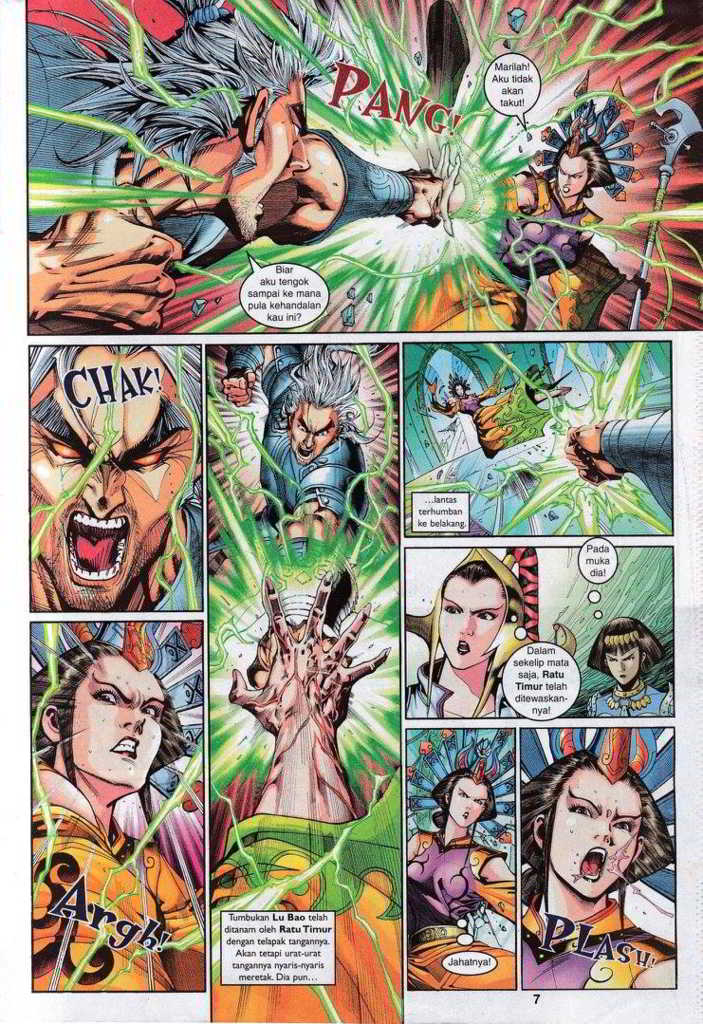 PANG!
Marilah!
Aku tidak
akan
takut!
Biar
aku tengok
sampai ke mana
pula kehandalan
kau ini?
CHAK!
Argh!
Tumbukan Lu Bao telah
ditanam oleh Ratu Timur
dengan telapak tangannya.
Akan tetapi urat-urat
tangannya nyaris-nyaris
meretak. Dia pun...
...lantas
terhumban
ke belakang.
Pada
muka
dia!
Dalam
sekelip mata
saja, Ratu
Timur telah
ditewaskan-
nya!
Jahatnya!
PLASH!
7